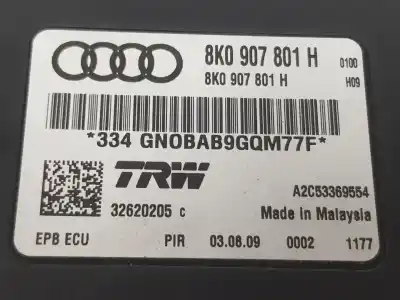 8K0 907 801 H 0100
8K0 907 801 H H09
*334 GNOBAB9GQM77F*
TRW
A2C53369554
32620205 C Made in Malaysia
EPB ECU PIR 03.08.09 0002 1177